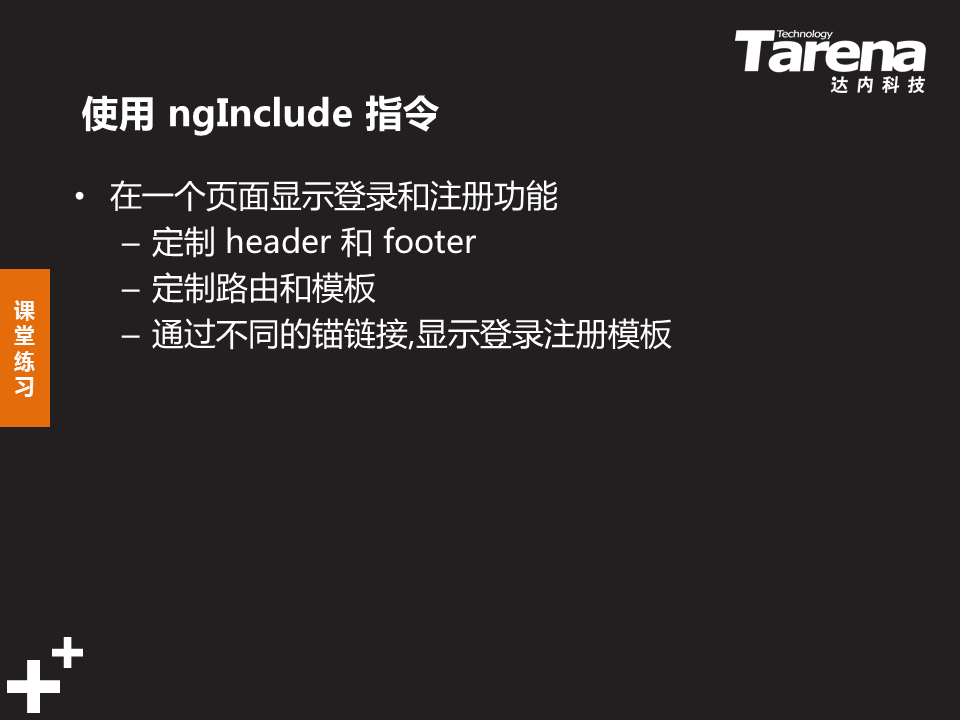 Technology
Tarena
达内科技
使用 ngInclude 指令
• 在一个页面显示登录和注册功能
– 定制 header 和 footer
– 定制路由和模板
– 通过不同的锚链接,显示登录注册模板
课
堂
练
习